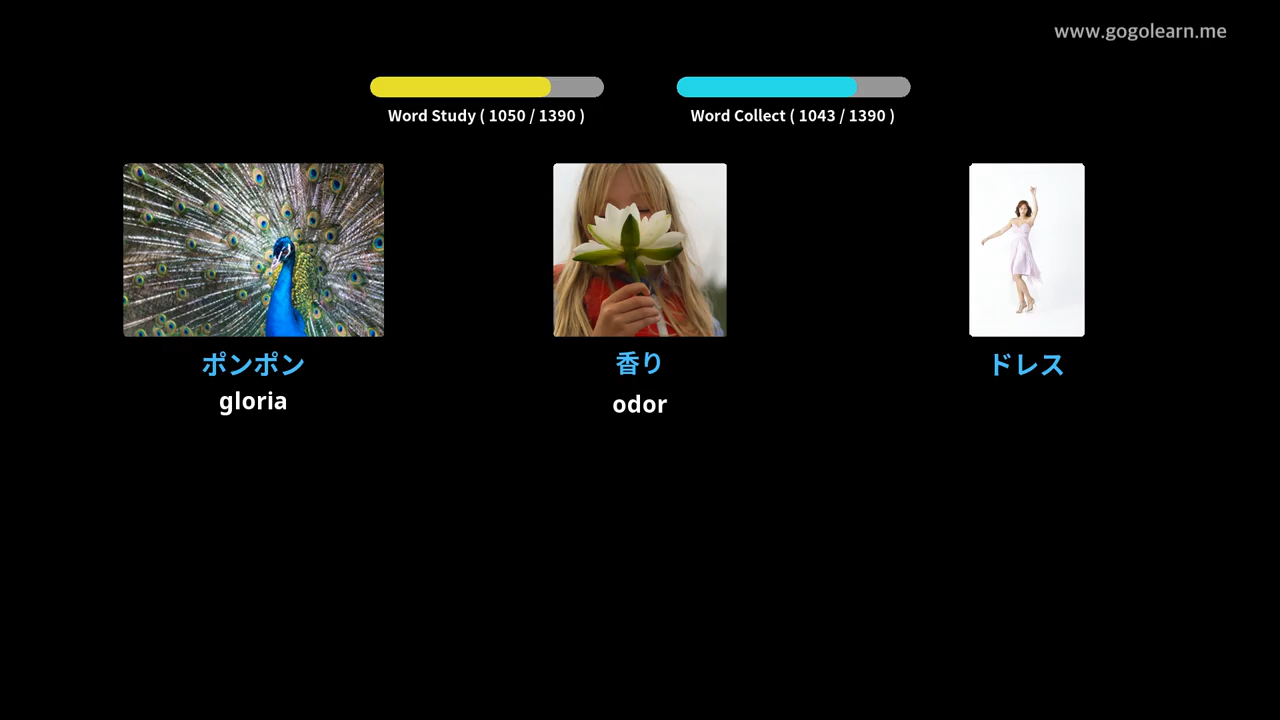 www.gogolearn.me
Word Study ( 1050 / 1390 )
Word Collect ( 1043 / 1390 )
ポンポン
gloria
香り
odor
ドレス